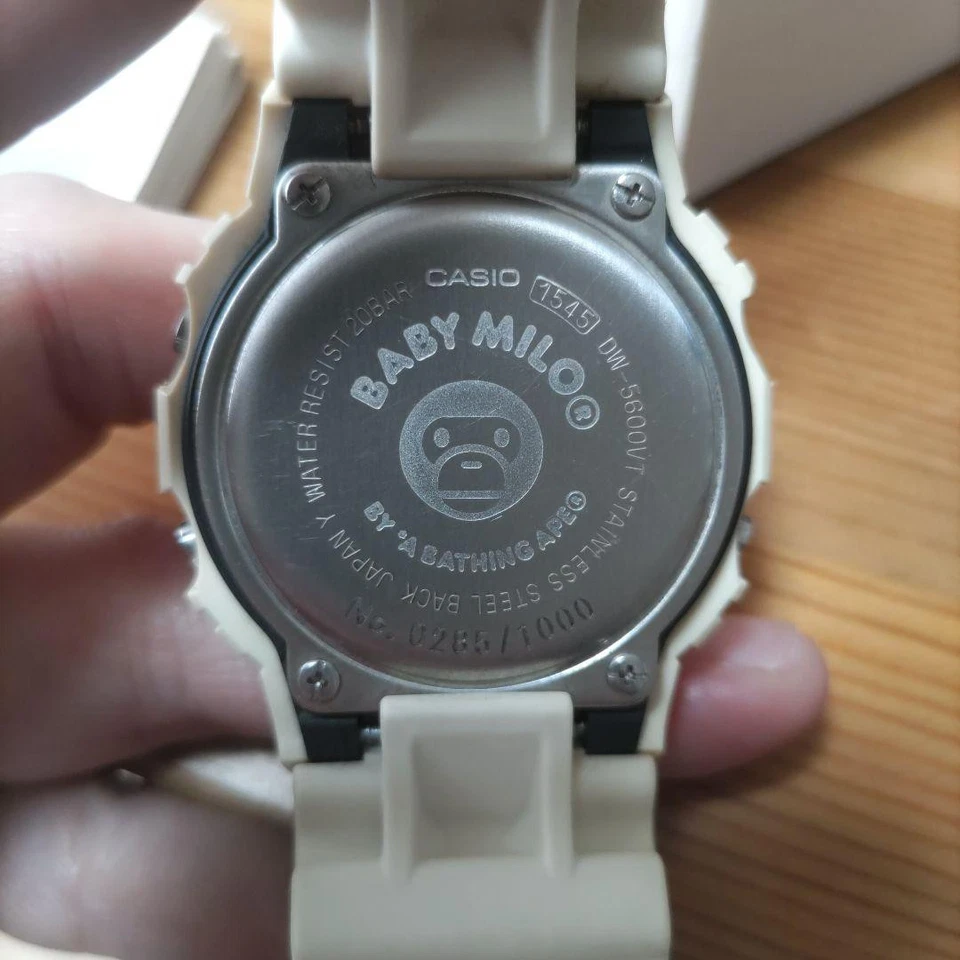 CASIO
1545
DW-5600VT STAINLESS STEEL BACK JAPAN Y WATER RESIST 20BAR
BABY MILO®
BY *A BATHING APE®
No. 0285/1000